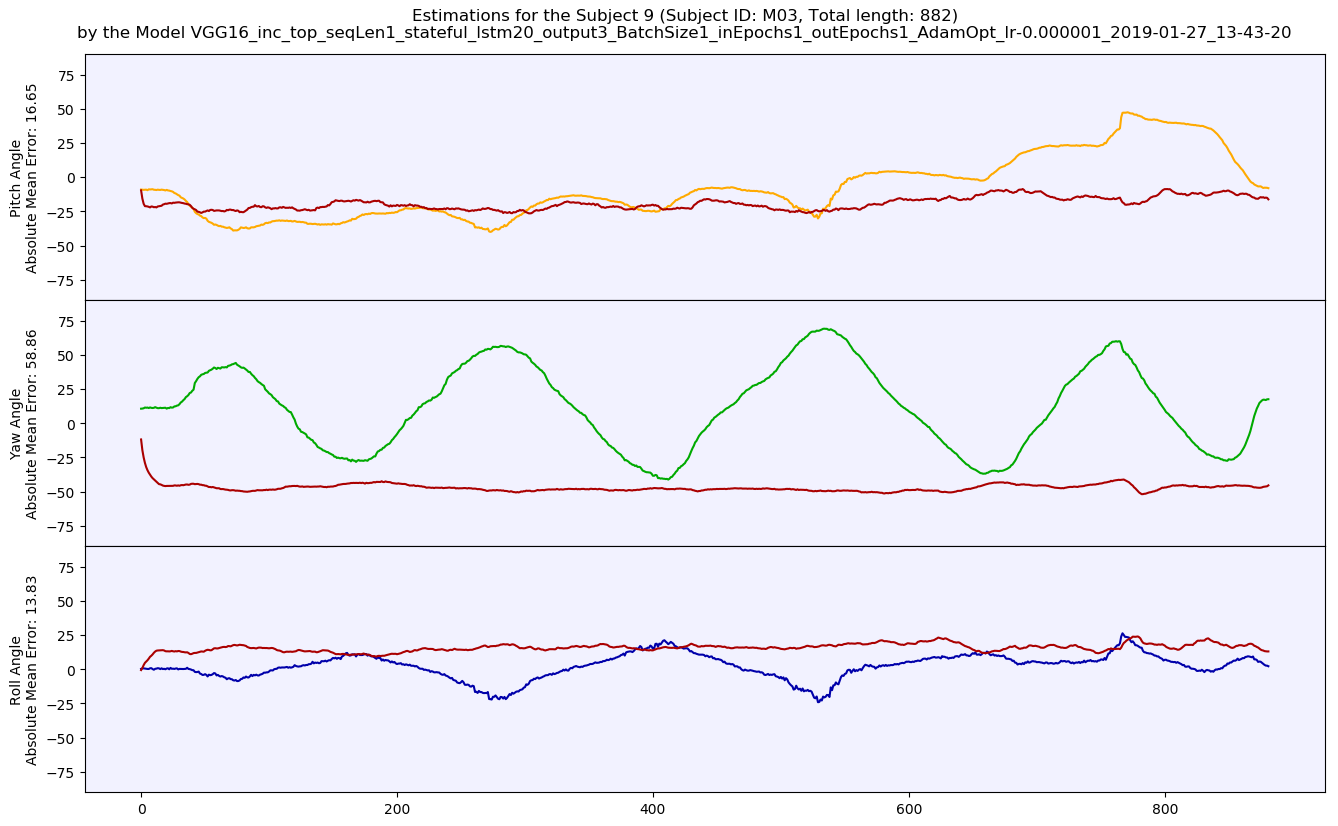 Estimations for the Subject 9 (Subject ID: M03, Total length: 882)
by the Model VGG16_inc_top_seqLen1_stateful_lstm20_output3_BatchSize1_inEpochs1_outEpochs1_AdamOpt_lr-0.000001_2019-01-27_13-43-20
Pitch Angle
Absolute Mean Error: 16.65
75
50
25
0
−25
−50
−75
Yaw Angle
Absolute Mean Error: 58.86
75
50
25
0
−25
−50
−75
Roll Angle
Absolute Mean Error: 13.83
75
50
25
0
−25
−50
−75
0 200 400 600 800